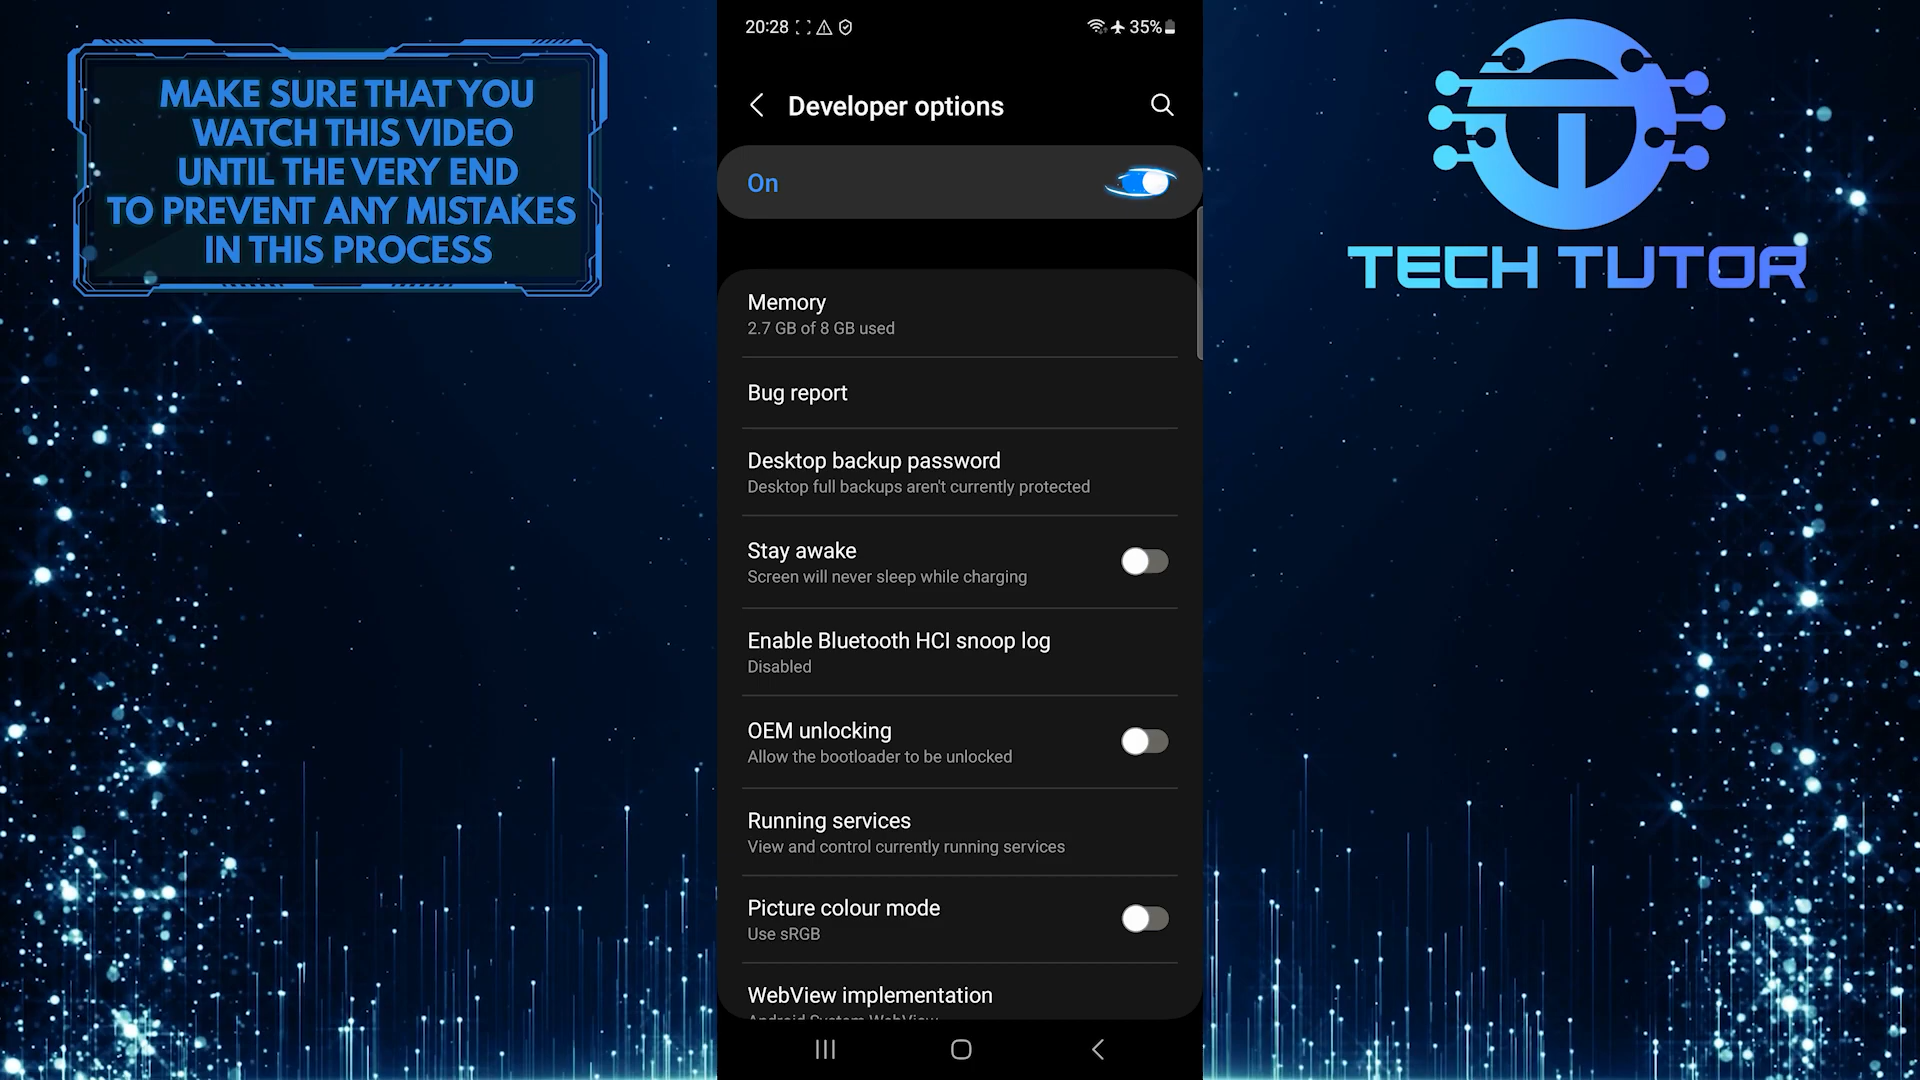 MAKE SURE THAT YOU
WATCH THIS VIDEO
UNTIL THE VERY END
TO PREVENT ANY MISTAKES
IN THIS PROCESS
20:28
35%
Developer options
On
Memory
2.7 GB of 8 GB used
Bug report
Desktop backup password
Desktop full backups aren't currently protected
Stay awake
Screen will never sleep while charging
Enable Bluetooth HCI snoop log
Disabled
OEM unlocking
Allow the bootloader to be unlocked
Running services
View and control currently running services
Picture colour mode
Use sRGB
WebView implementation
Android System WebView
TECH TUTOR